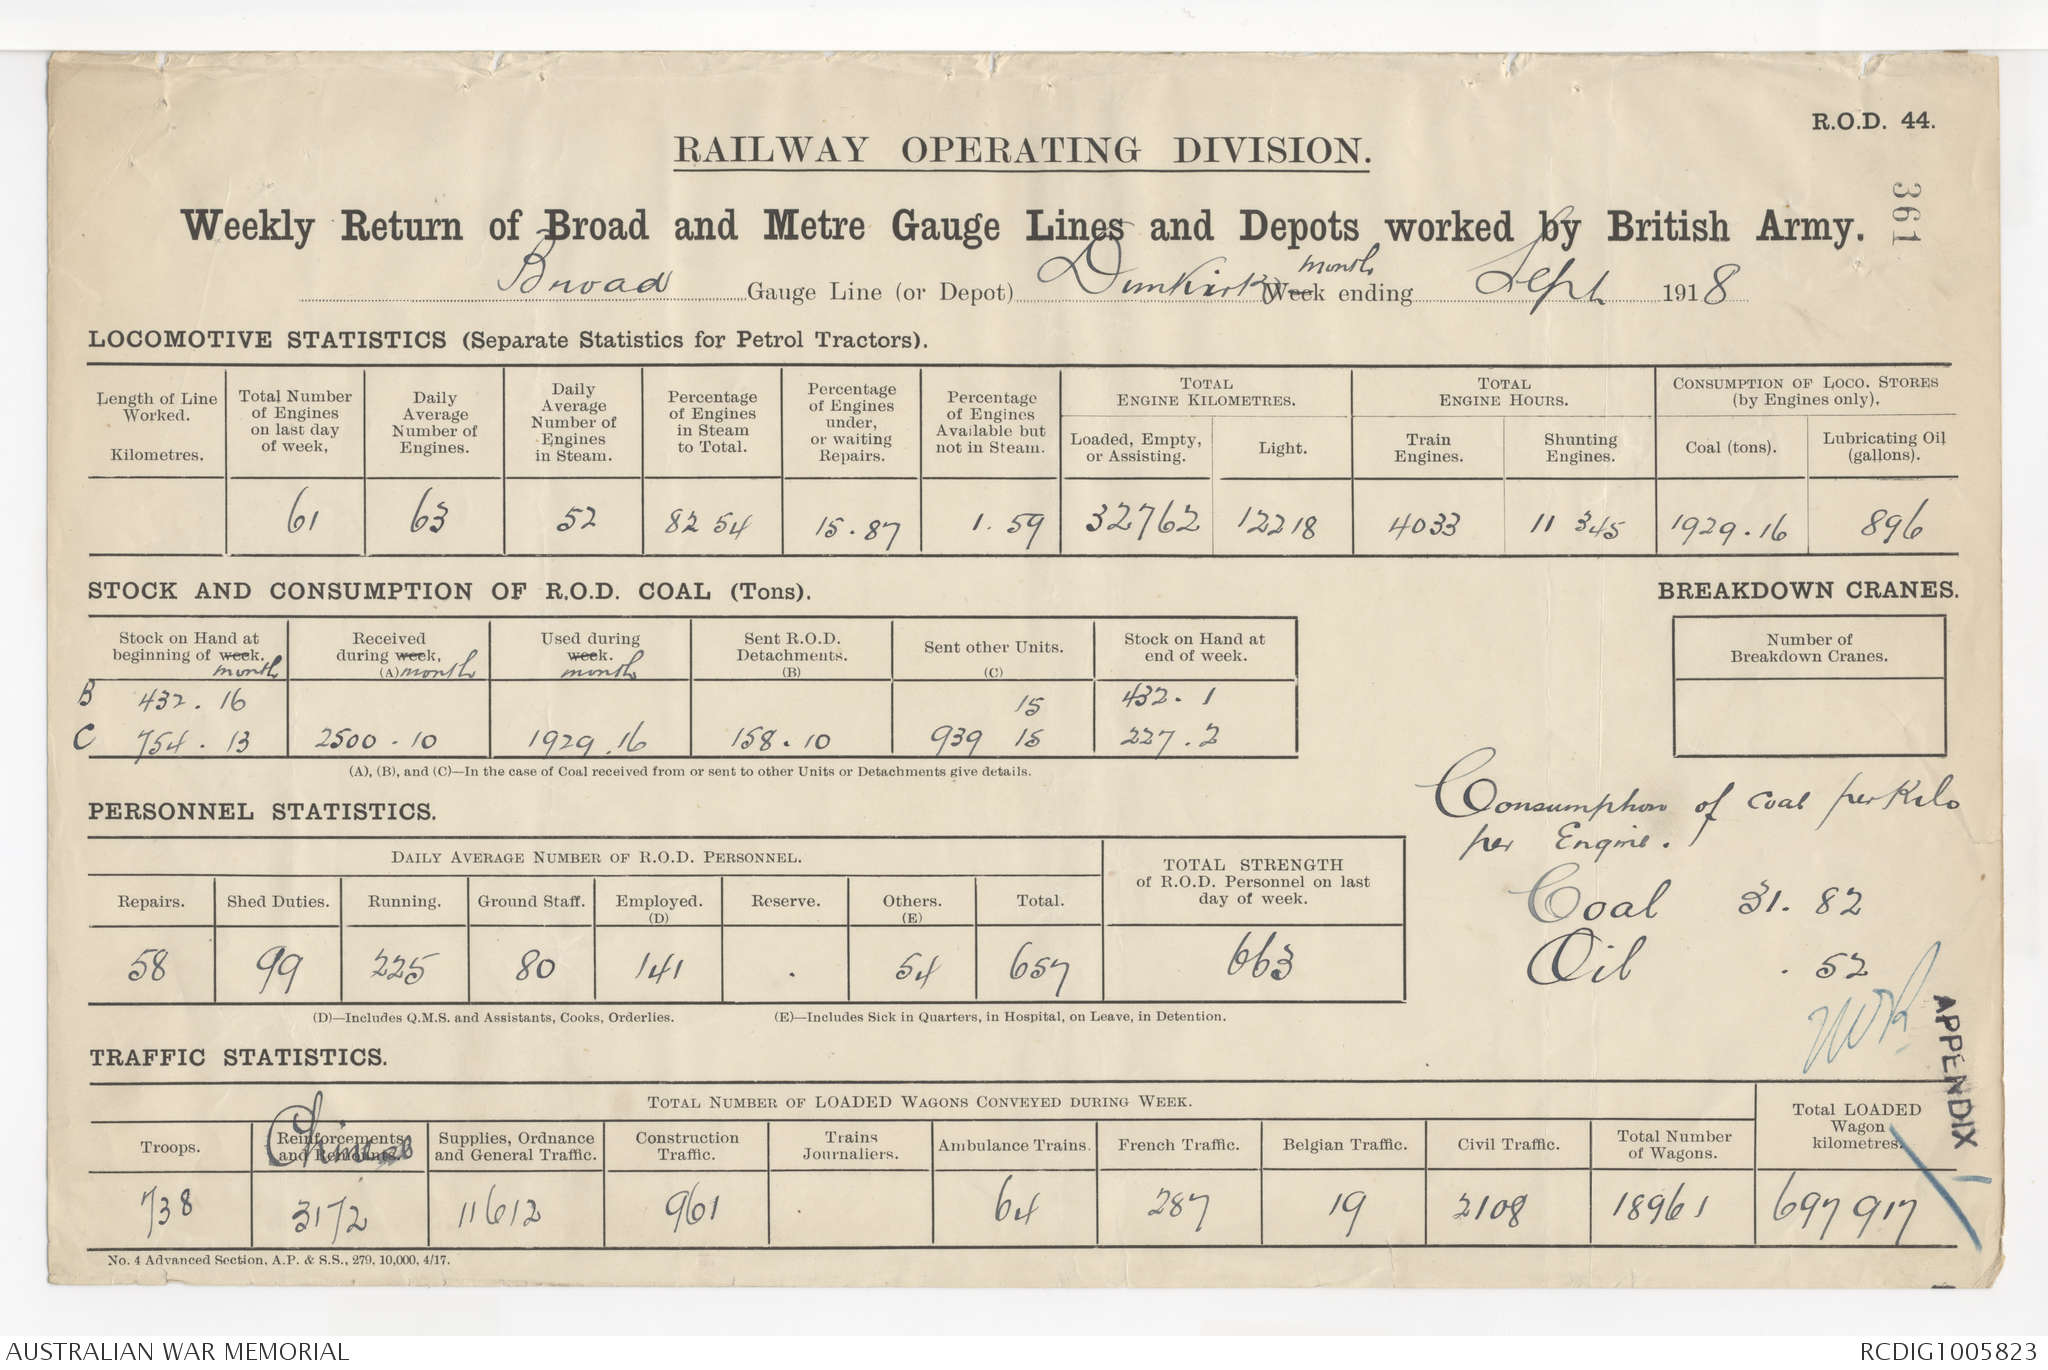 R.O.D. 44.
361
RAILWAY OPERATING DIVISION.
Weekly Return of Broad and Metre Gauge Lines and Depots worked by British Army.
Broad Gauge Line (or Depot) Dunkirk Week month ending Sept 1918
LOCOMOTIVE STATISTICS (Separate Statistics for Petrol Tractors).
Length of Line Worked. Kilometres.
Total Number of Engines on last day of week.
Daily Average Number of Engines.
Daily Average Number of Engines in Steam.
Percentage of Engines in Steam to Total.
Percentage of Engines under, or waiting Repairs.
Percentage of Engines Available but not in Steam.
TOTAL ENGINE KILOMETRES.
Loaded, Empty, or Assisting.
Light.
TOTAL ENGINE HOURS.
Train Engines.
Shunting Engines.
CONSUMPTION OF LOCO. STORES (by Engines only).
Coal (tons).
Lubricating Oil (gallons).
61 63 52 82 54 15.87 1.59 32762 12218 4033 11 345 1929.16 896
STOCK AND CONSUMPTION OF R.O.D. COAL (Tons).
BREAKDOWN CRANES.
Stock on Hand at beginning of week. month
Received during week, (A) month
Used during week. month
Sent R.O.D. Detachments. (B)
Sent other Units. (C)
Stock on Hand at end of week.
Number of Breakdown Cranes.
B 432.16 15 432.1
C 754.13 2500.10 1929.16 158.10 939 15 227.2
(A), (B), and (C)—In the case of Coal received from or sent to other Units or Detachments give details.
Consumption of coal per Kilo
per Engine.
Coal 31.82
Oil .52
PERSONNEL STATISTICS.
DAILY AVERAGE NUMBER OF R.O.D. PERSONNEL.
TOTAL STRENGTH of R.O.D. Personnel on last day of week.
Repairs. Shed Duties. Running. Ground Staff. Employed. (D) Reserve. Others. (E) Total.
58 99 225 80 141 . 54 657 663
(D)—Includes Q.M.S. and Assistants, Cooks, Orderlies. (E)—Includes Sick in Quarters, in Hospital, on Leave, in Detention.
APPENDIX
TRAFFIC STATISTICS.
TOTAL NUMBER OF LOADED WAGONS CONVEYED DURING WEEK.
Total LOADED Wagon kilometres.
Troops.
Reinforcements and Remounts.
Supplies, Ordnance and General Traffic.
Construction Traffic.
Trains Journaliers.
Ambulance Trains.
French Traffic.
Belgian Traffic.
Civil Traffic.
Total Number of Wagons.
738 3172 11612 961 . 64 287 19 2108 18961 697 917
No. 4 Advanced Section, A.P. & S.S., 279, 10,000, 4/17.
AUSTRALIAN WAR MEMORIAL
RCDIG1005823